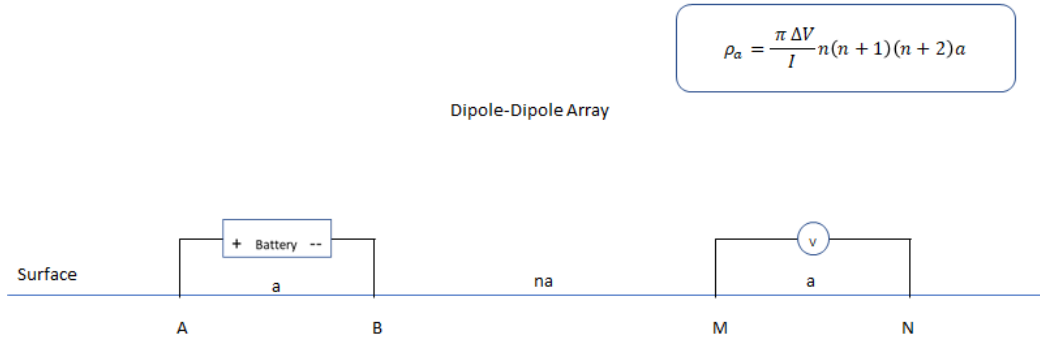 ρₐ = π ΔV / I n(n + 1)(n + 2)a
Dipole-Dipole Array
+ Battery --
V
Surface
a
na
a
A
B
M
N